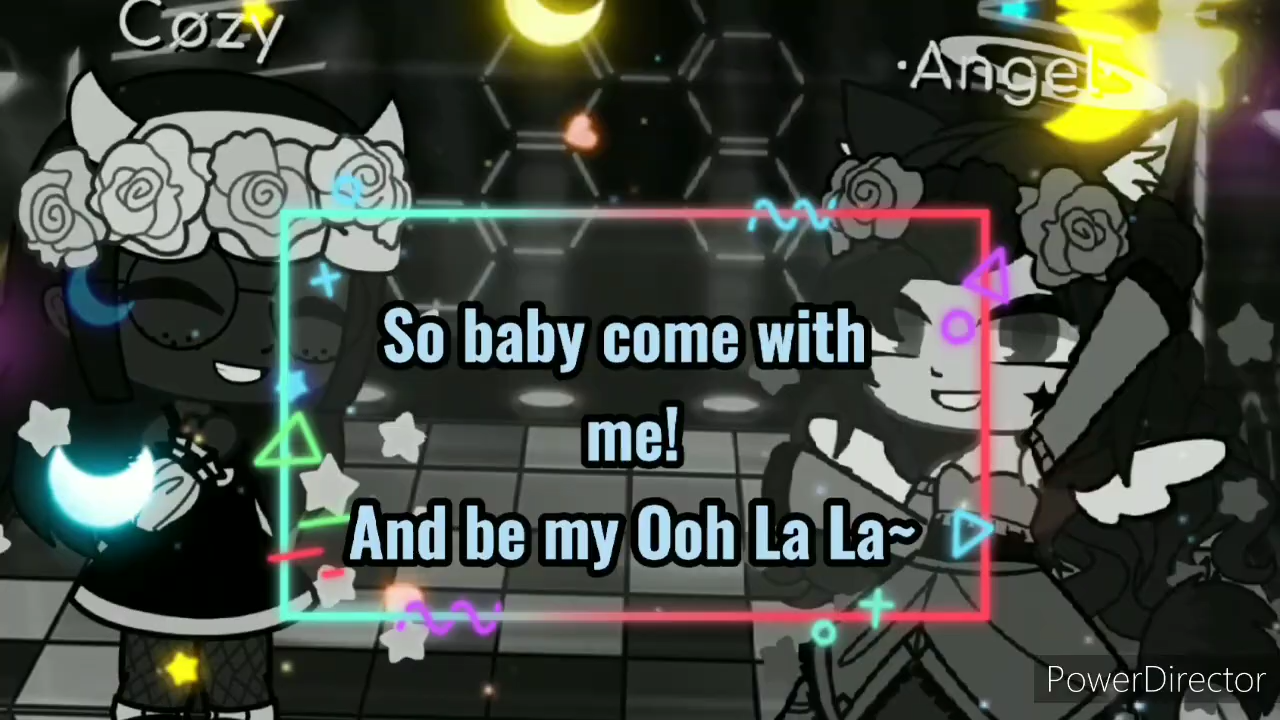 Cøzy
·Angel·
So baby come with
me!
And be my Ooh La La~
PowerDirector